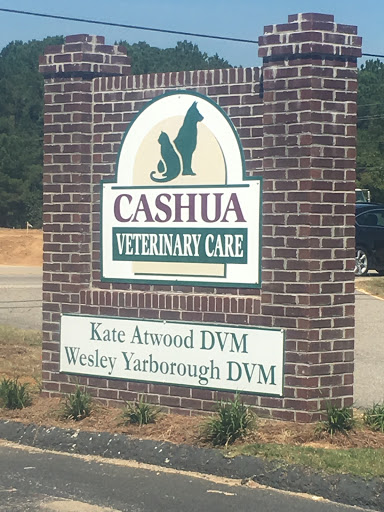 CASHUA
VETERINARY CARE
Kate Atwood DVM
Wesley Yarborough DVM